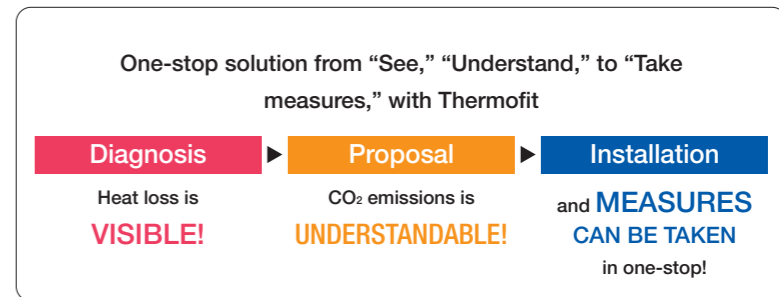 One-stop solution from “See,” “Understand,” to “Take
measures,” with Thermofit
Diagnosis ▶ Proposal ▶ Installation
Heat loss is
VISIBLE!
CO₂ emissions is
UNDERSTANDABLE!
and MEASURES
CAN BE TAKEN
in one-stop!